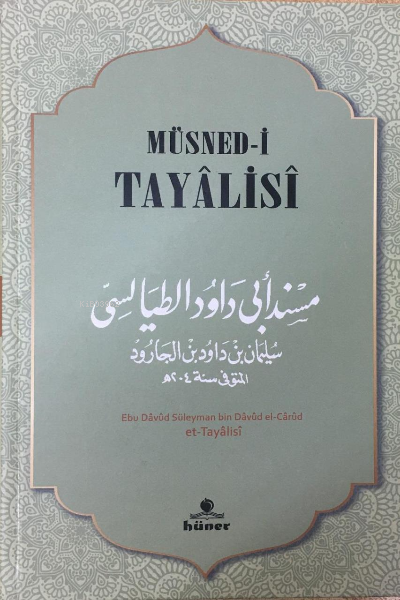 MÜSNED-İ
TAYÂLİSÎ
مسند أبي داود الطيالسي
سليمان بن داود بن الجارود
المتوفى سنة ٢٠٤هـ
Ebu Dâvûd Süleyman bin Dâvûd el-Cârûd
et-Tayâlisî
hüner